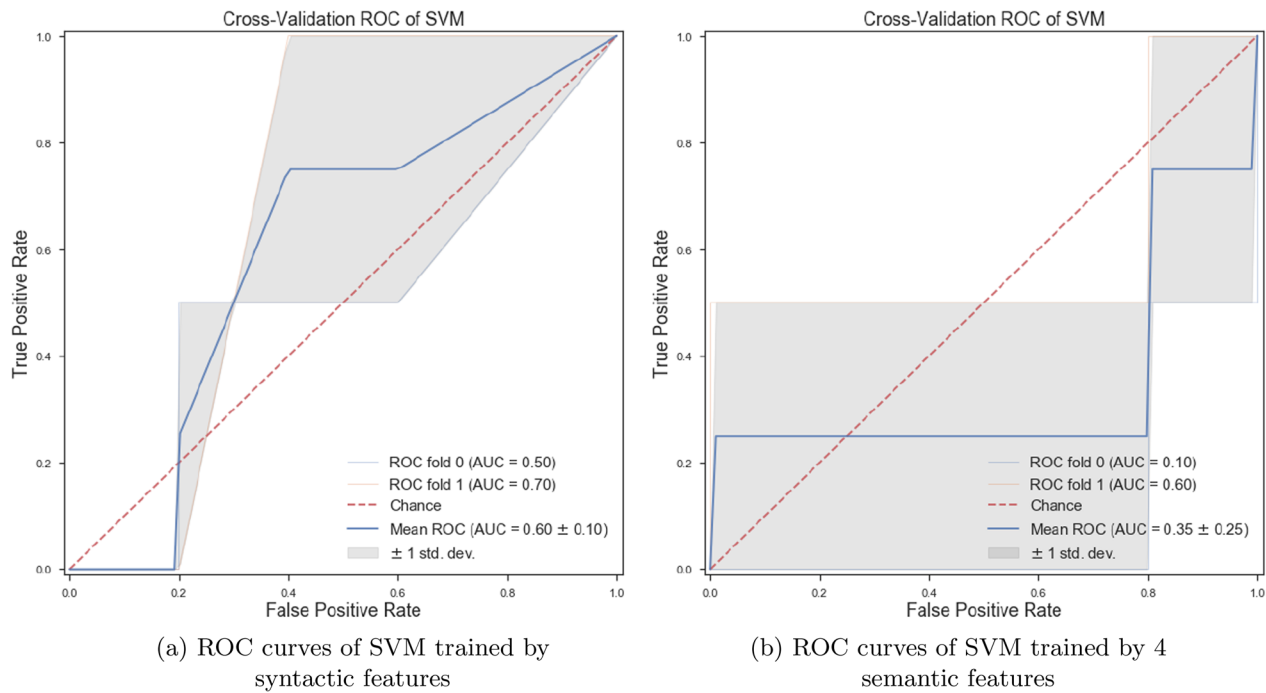 Cross-Validation ROC of SVM
1.0
0.8
0.6
0.4
0.2
0.0
True Positive Rate
ROC fold 0 (AUC = 0.50)
ROC fold 1 (AUC = 0.70)
Chance
Mean ROC (AUC = 0.60 ± 0.10)
± 1 std. dev.
0.0 0.2 0.4 0.6 0.8 1.0
False Positive Rate
(a) ROC curves of SVM trained by
syntactic features
Cross-Validation ROC of SVM
1.0
0.8
0.6
0.4
0.2
0.0
True Positive Rate
ROC fold 0 (AUC = 0.10)
ROC fold 1 (AUC = 0.60)
Chance
Mean ROC (AUC = 0.35 ± 0.25)
± 1 std. dev.
0.0 0.2 0.4 0.6 0.8 1.0
False Positive Rate
(b) ROC curves of SVM trained by 4
semantic features